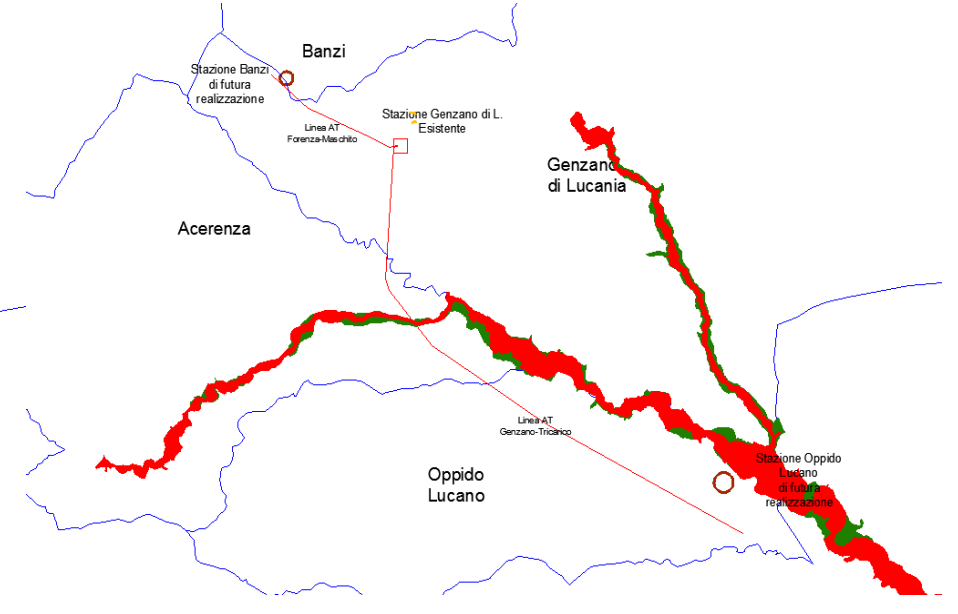 Banzi
Stazione Banzi
di futura
realizzazione
Stazione Genzano di L.
Esistente
Linea AT
Forenza-Maschito
Genzano
di Lucania
Acerenza
Linea AT
Genzano-Tricarico
Oppido
Lucano
Stazione Oppido
Lucano
di futura
realizzazione